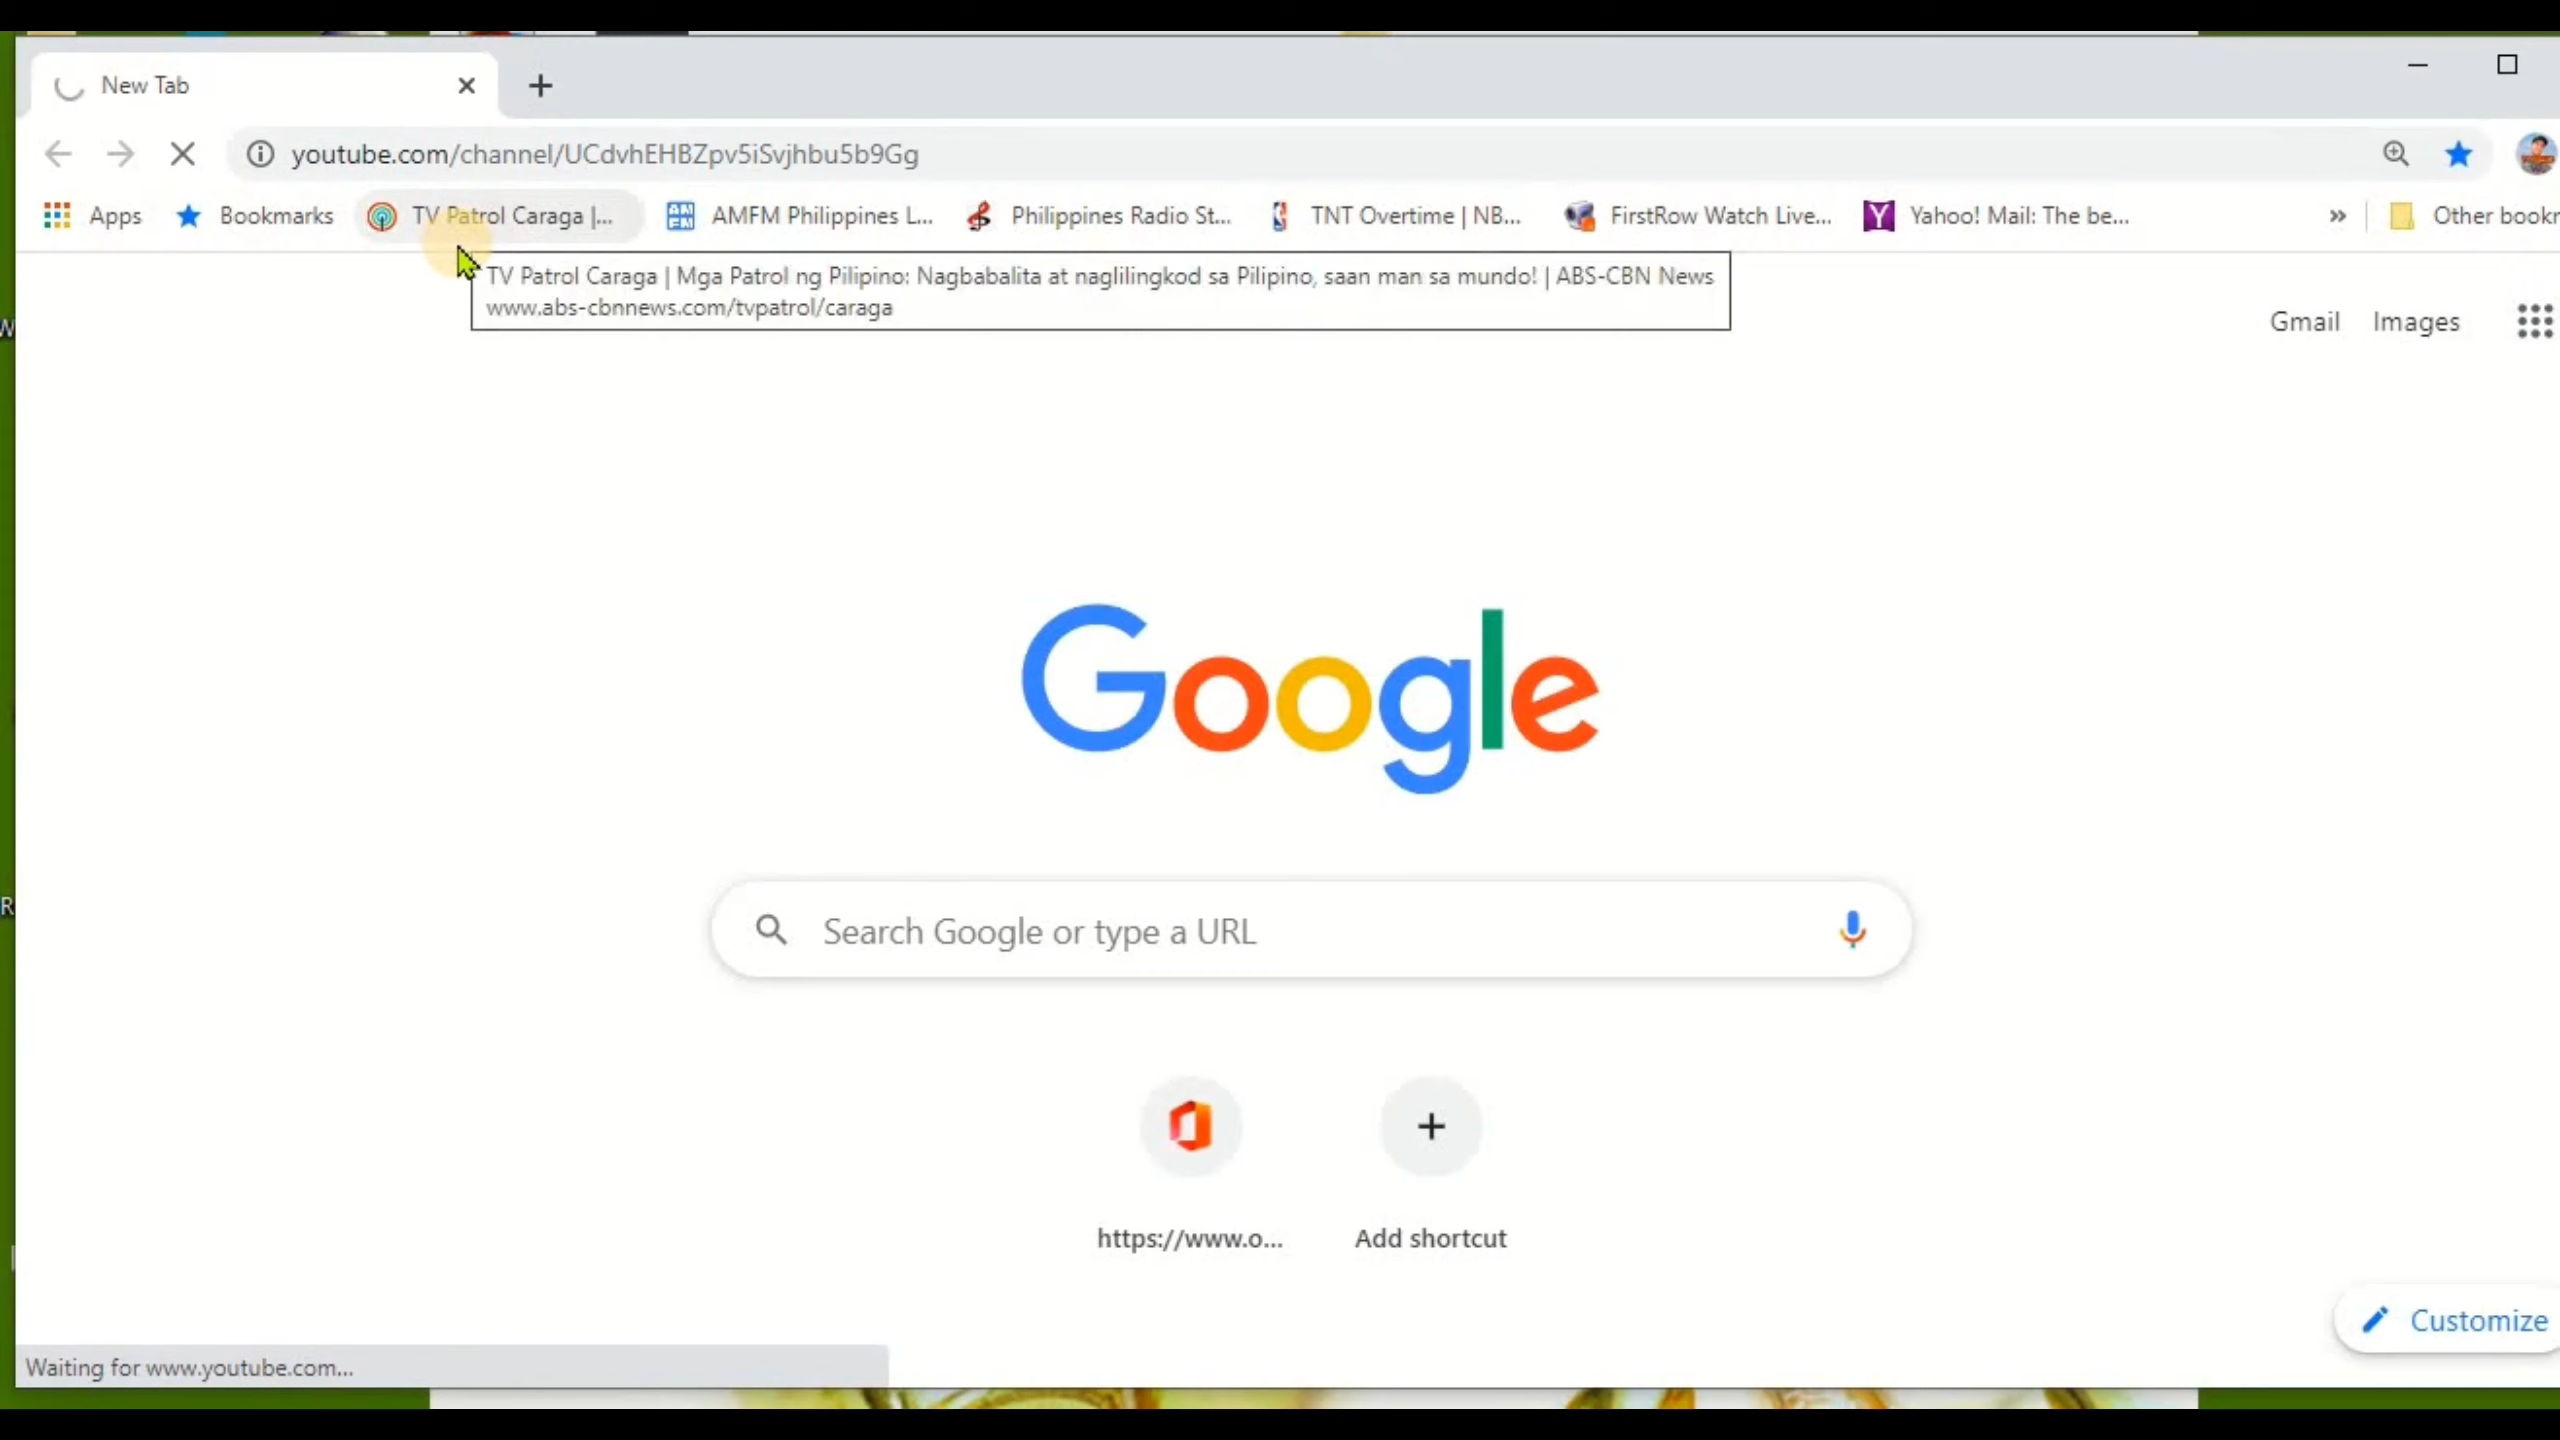 New Tab
youtube.com/channel/UCdvhEHBZpv5iSvjhbu5b9Gg
Apps Bookmarks TV Patrol Caraga |... AMFM Philippines L... Philippines Radio St... TNT Overtime | NB... FirstRow Watch Live... Yahoo! Mail: The be... » Other bookr
TV Patrol Caraga | Mga Patrol ng Pilipino: Nagbabalita at naglilingkod sa Pilipino, saan man sa mundo! | ABS-CBN News
www.abs-cbnnews.com/tvpatrol/caraga
Gmail Images
Google
Search Google or type a URL
https://www.o... Add shortcut
Customize
Waiting for www.youtube.com...